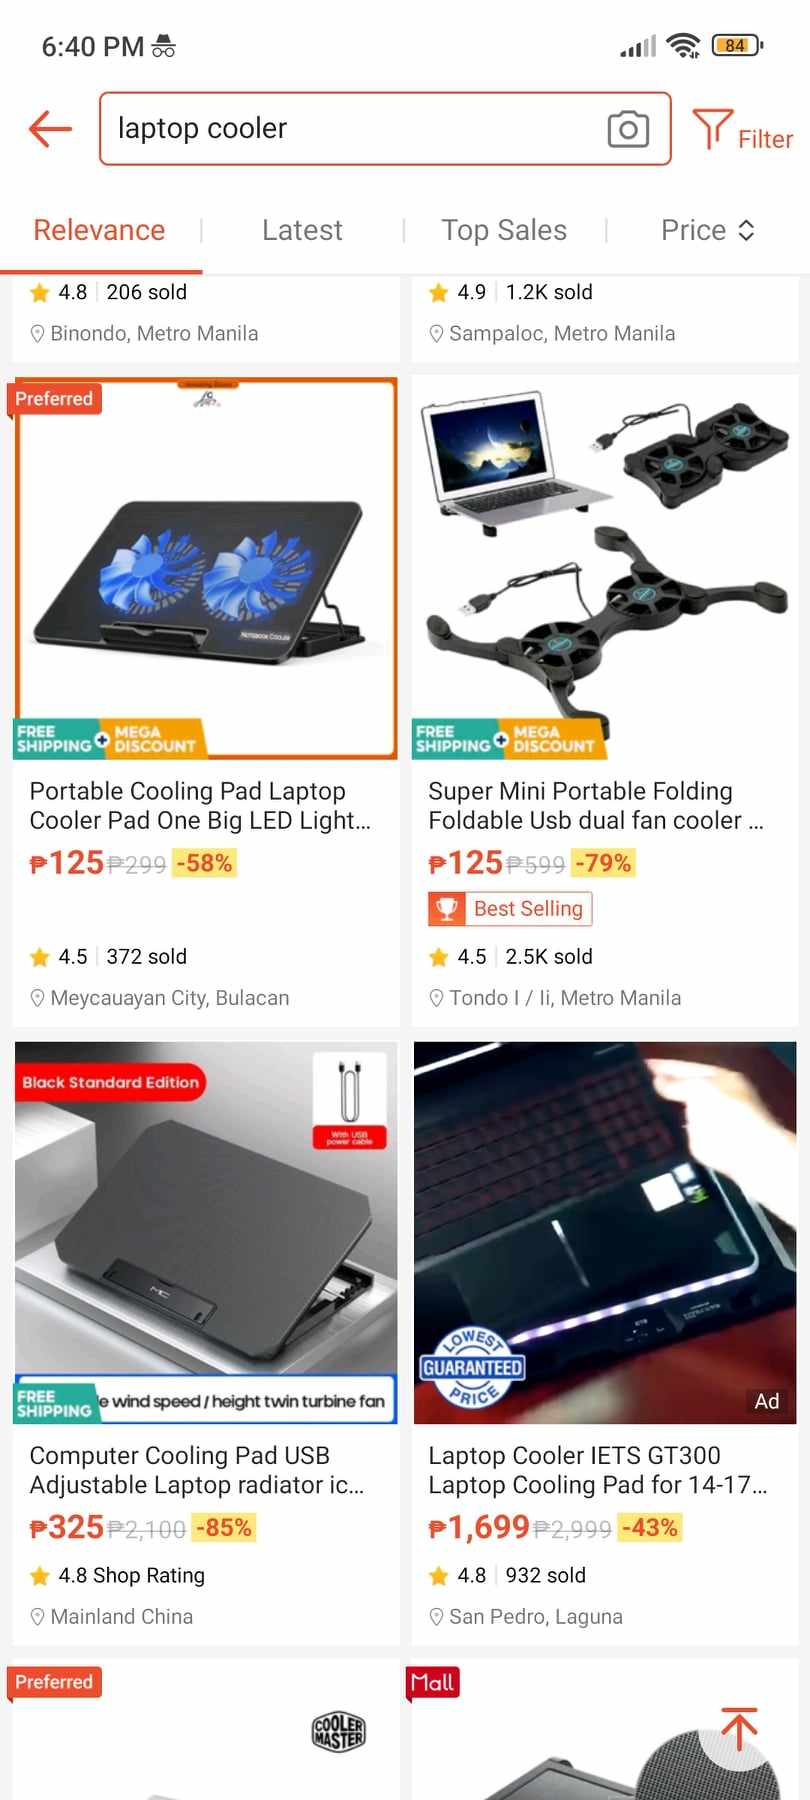 6:40 PM
84
laptop cooler
Filter
Relevance
Latest
Top Sales
Price
4.8 206 sold
Binondo, Metro Manila
4.9 1.2K sold
Sampaloc, Metro Manila
Preferred
Notebook Cooler
FREE
SHIPPING + MEGA
DISCOUNT
Portable Cooling Pad Laptop
Cooler Pad One Big LED Light...
₱125 ₱299 -58%
4.5 372 sold
Meycauayan City, Bulacan
FREE
SHIPPING + MEGA
DISCOUNT
Super Mini Portable Folding
Foldable Usb dual fan cooler ...
₱125 ₱599 -79%
Best Selling
4.5 2.5K sold
Tondo I / Ii, Metro Manila
Black Standard Edition
With USB
power cable
MC
FREE
SHIPPING
e wind speed / height twin turbine fan
Computer Cooling Pad USB
Adjustable Laptop radiator ic...
₱325 ₱2,100 -85%
4.8 Shop Rating
Mainland China
LOWEST
GUARANTEED
PRICE
Ad
Laptop Cooler IETS GT300
Laptop Cooling Pad for 14-17...
₱1,699 ₱2,999 -43%
4.8 932 sold
San Pedro, Laguna
Preferred
COOLER
MASTER
Mall